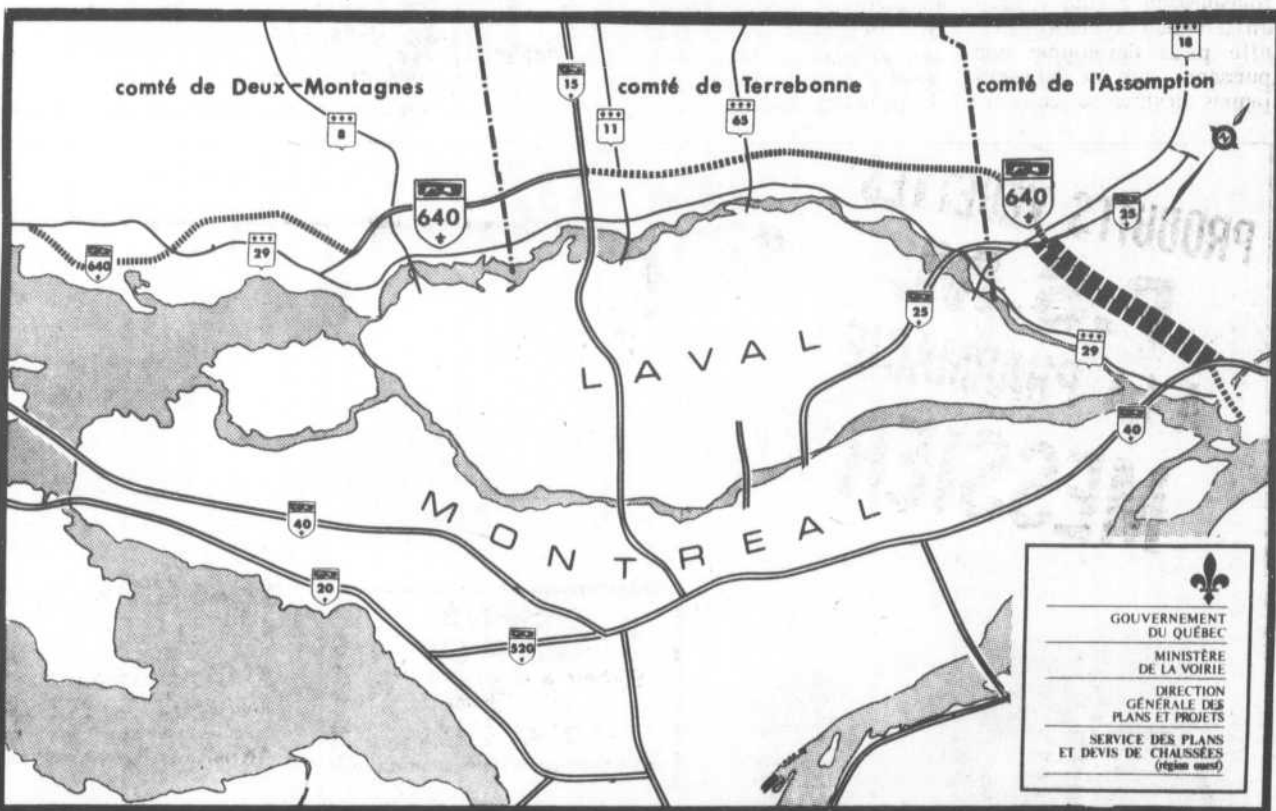 comté de Deux-Montagnes
15
comté de Terrebonne
comté de l'Assomption
18
8
11
65
640
640
25
640
29
25
29
LAVAL
40
MONTREAL
40
20
520
PRODUITS
GOUVERNEMENT
DU QUÉBEC
MINISTÈRE
DE LA VOIRIE
DIRECTION
GÉNÉRALE DES
PLANS ET PROJETS
SERVICE DES PLANS
ET DEVIS DE CHAUSSÉES
(région ouest)